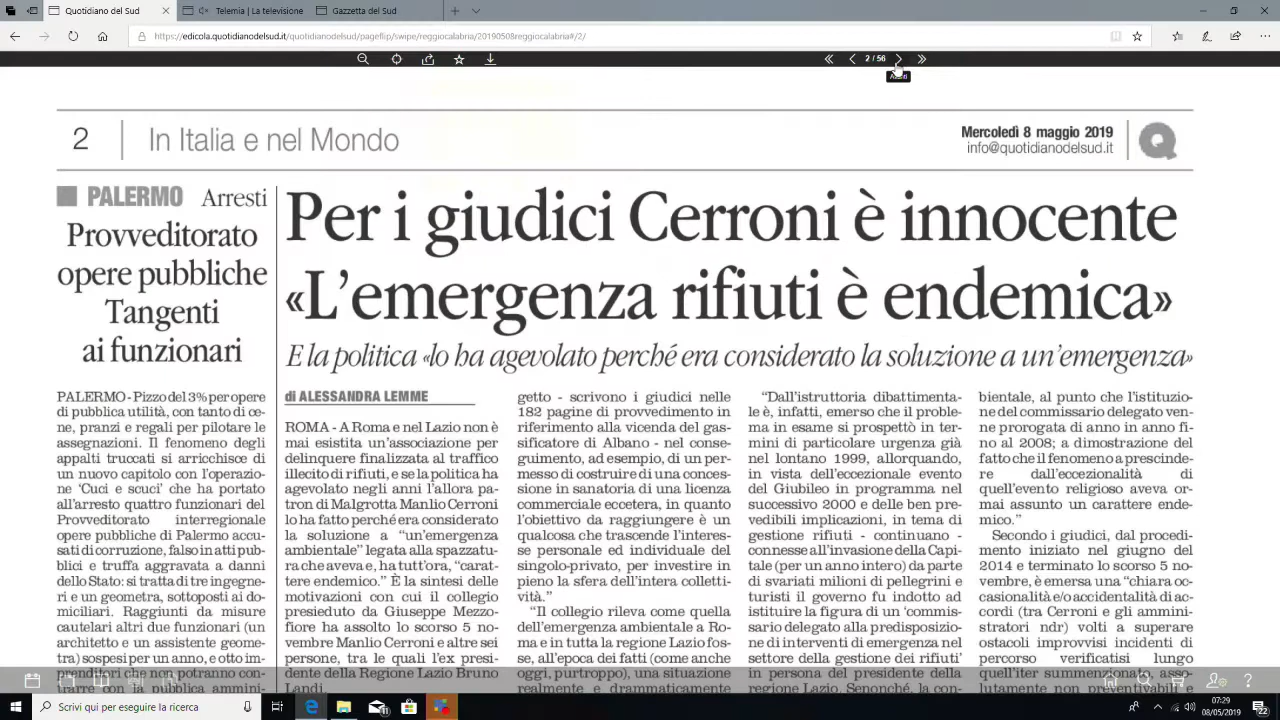 Quotidiano del Sud
Telemia | La televisione
Gazzetta del Sud
https://edicola.quotidianodelsud.it/quotidianodelsud/pageflip/swipe/reggiocalabria/20190508reggiocalabria#/2/
2 / 56
2
In Italia e nel Mondo
Mercoledì 8 maggio 2019
info@quotidianodelsud.it
PALERMO Arresti
Provveditorato
opere pubbliche
Tangenti
ai funzionari
PALERMO - Pizzo del 3% per opere
di pubblica utilità, con tanto di ce-
ne, pranzi e regali per pilotare le
assegnazioni. Il fenomeno degli
appalti truccati si arricchisce di
un nuovo capitolo con l'operazio-
ne 'Cuci e scuci' che ha portato
all'arresto quattro funzionari del
Provveditorato interregionale
opere pubbliche di Palermo accu-
sati di corruzione, falso in atti pub-
blici e truffa aggravata a danni
dello Stato: si tratta di tre ingegne-
ri e un geometra, sottoposti ai do-
miciliari. Raggiunti da misure
cautelari altri due funzionari (un
architetto e un assistente geome-
tra) sospesi per un anno, e otto im-
prenditori che non potranno con-
trarre con la pubblica ammini-
Per i giudici Cerroni è innocente
«L'emergenza rifiuti è endemica»
E la politica «lo ha agevolato perché era considerato la soluzione a un'emergenza»
di ALESSANDRA LEMME
ROMA - A Roma e nel Lazio non è
mai esistita un'associazione per
delinquere finalizzata al traffico
illecito di rifiuti, e se la politica ha
agevolato negli anni l'allora pa-
tron di Malgrotta Manlio Cerroni
lo ha fatto perché era considerato
la soluzione a "un'emergenza
ambientale" legata alla spazzatu-
ra che aveva e, ha tutt'ora, "carat-
tere endemico." È la sintesi delle
motivazioni con cui il collegio
presieduto da Giuseppe Mezzo-
fiore ha assolto lo scorso 5 no-
vembre Manlio Cerroni e altre sei
persone, tra le quali l'ex presi-
dente della Regione Lazio Bruno
Landi.
getto - scrivono i giudici nelle
182 pagine di provvedimento in
riferimento alla vicenda del gas-
sificatore di Albano - nel conse-
guimento, ad esempio, di un per-
messo di costruire di una conces-
sione in sanatoria di una licenza
commerciale eccetera, in quanto
l'obiettivo da raggiungere è un
qualcosa che trascende l'interes-
se personale ed individuale del
singolo-privato, per investire in
pieno la sfera dell'intera colletti-
vità."
"Il collegio rileva come quella
dell'emergenza ambientale a Ro-
ma e in tutta la regione Lazio fos-
se, all'epoca dei fatti (come anche
oggi, purtroppo), una situazione
realmente e drammaticamente
"Dall'istruttoria dibattimenta-
le è, infatti, emerso che il proble-
ma in esame si prospettò in ter-
mini di particolare urgenza già
nel lontano 1999, allorquando,
in vista dell'eccezionale evento
del Giubileo in programma nel
successivo 2000 e delle ben pre-
vedibili implicazioni, in tema di
gestione rifiuti - continuano -
connesse all'invasione della Capi-
tale (per un anno intero) da parte
di svariati milioni di pellegrini e
turisti il governo fu indotto ad
istituire la figura di un 'commis-
sario delegato alla predisposizio-
ne di interventi di emergenza nel
settore della gestione dei rifiuti'
in persona del presidente della
regione Lazio. Senonché, la con-
bientale, al punto che l'istituzio-
ne del commissario delegato ven-
ne prorogata di anno in anno fi-
no al 2008; a dimostrazione del
fatto che il fenomeno a prescinde-
re dall'eccezionalità di
quell'evento religioso aveva or-
mai assunto un carattere ende-
mico."
Secondo i giudici, dal procedi-
mento iniziato nel giugno del
2014 e terminato lo scorso 5 no-
vembre, è emersa una "chiara oc-
casionalità e/o accidentalità di ac-
cordi (tra Cerroni e gli ammini-
stratori ndr) volti a superare
ostacoli improvvisi incidenti di
percorso verificatisi lungo
quell'iter summenzionato asso-
lutamente non preventivabili e
Scrivi qui per eseguire la ricerca
07:29
08/05/2019
22